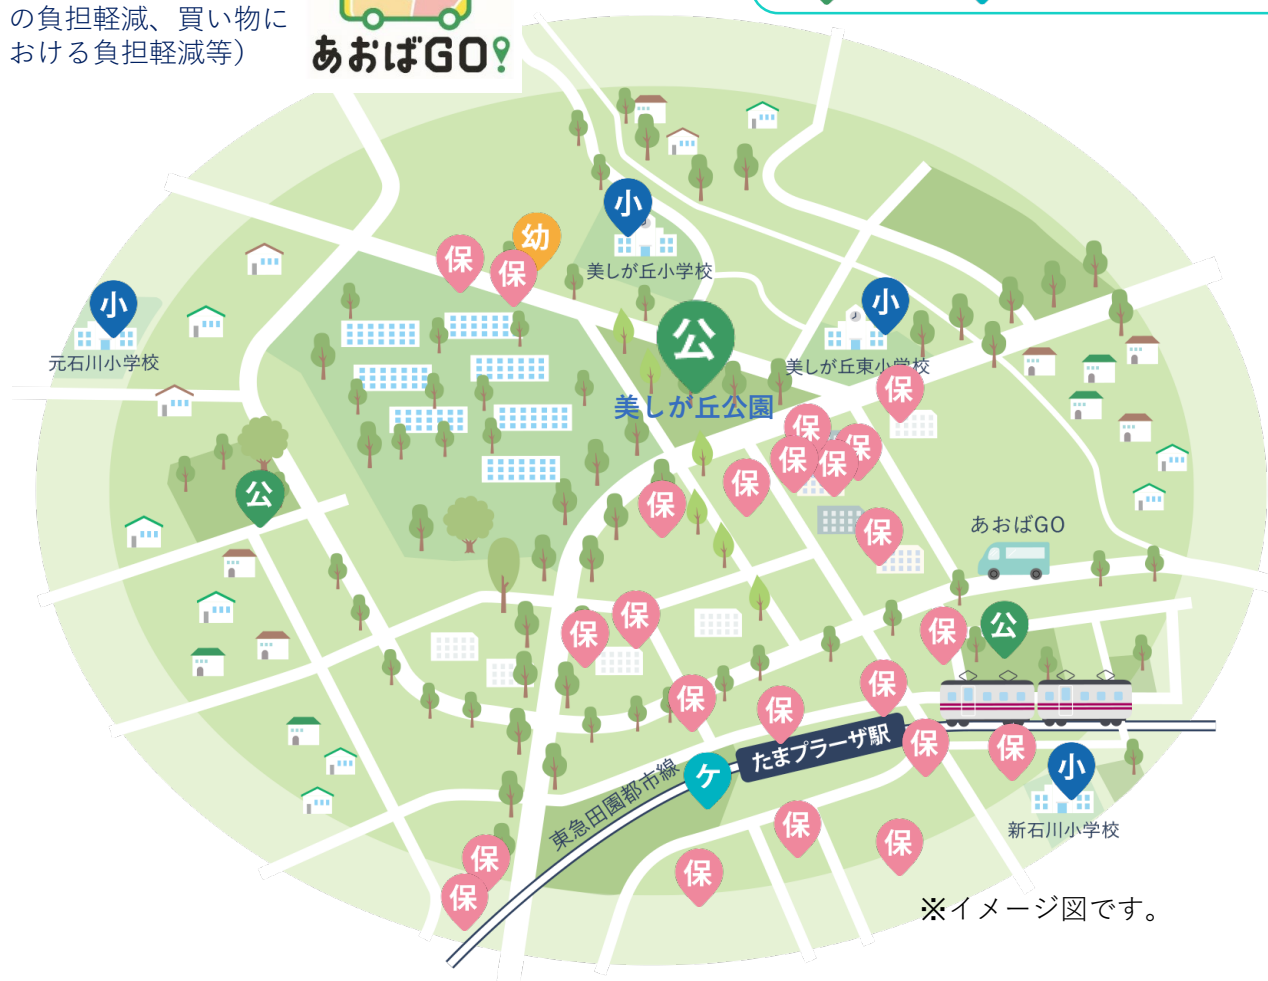 の負担軽減、買い物に
おける負担軽減等）
あおばGO!
小
幼
保
保
美しが丘小学校
小
元石川小学校
公
小
美しが丘東小学校
美しが丘公園
保
保
保
保
保
保
保
公
保
あおばGO
保
保
保
公
保
保
保
たまプラーザ駅
保
保
ケ
小
東急田園都市線
新石川小学校
保
保
保
保
保
※イメージ図です。